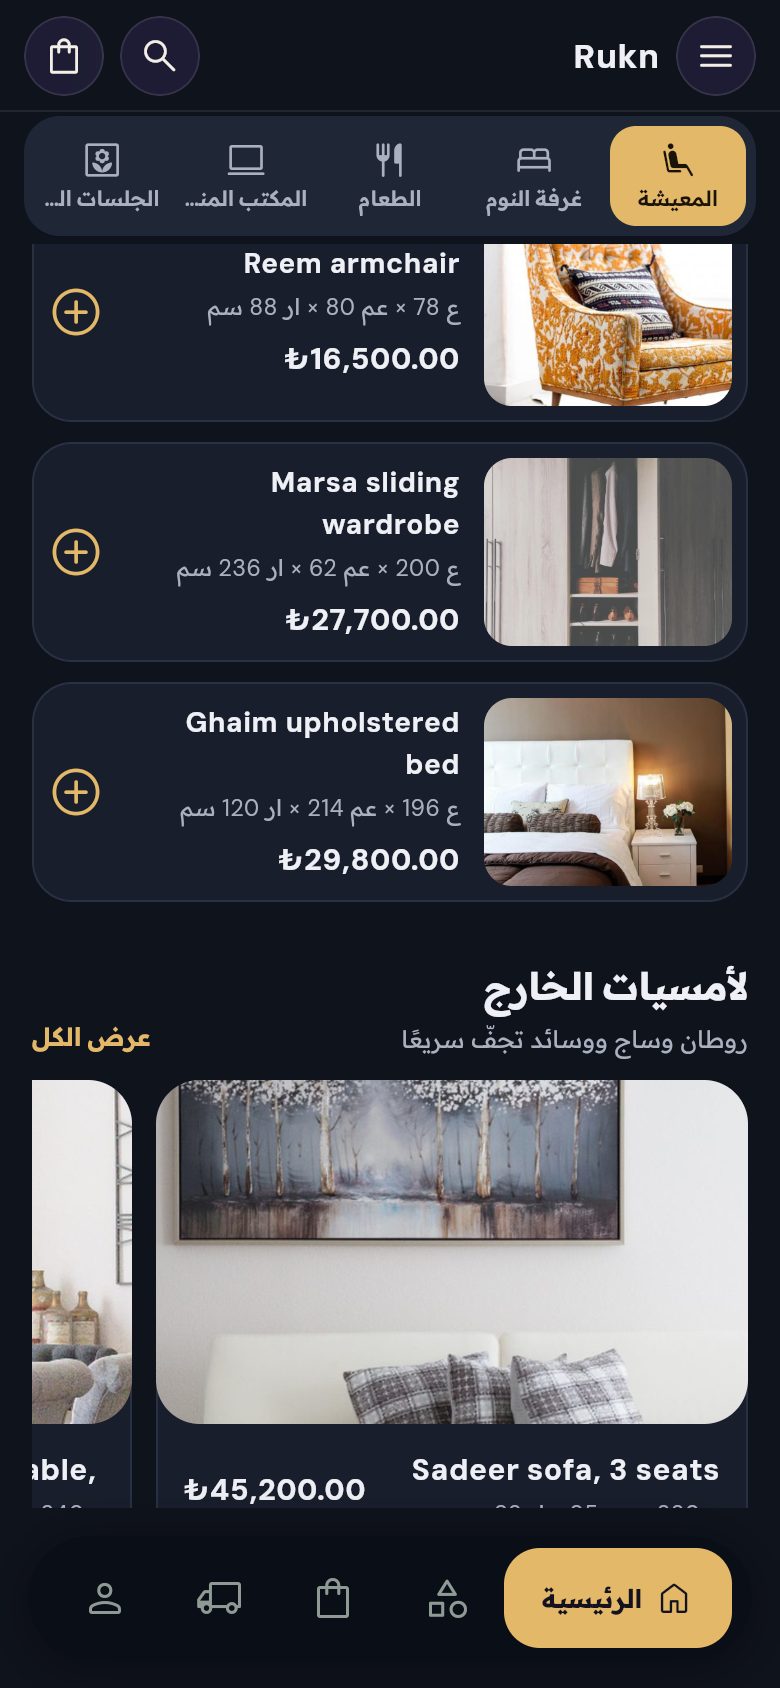 Rukn
المعيشة
غرفة النوم
الطعام
المكتب المنـ...
الجلسات الـ...
Reem armchair
ع 78 × عم 80 × ار 88 سم
₺16,500.00
Marsa sliding
wardrobe
ع 200 × عم 62 × ار 236 سم
₺27,700.00
Ghaim upholstered
bed
ع 196 × عم 214 × ار 120 سم
₺29,800.00
لأمسيات الخارج
روطان وساج ووسائد تجفّ سريعًا
عرض الكل
Sadeer sofa, 3 seats
₺45,200.00
able,
الرئيسية